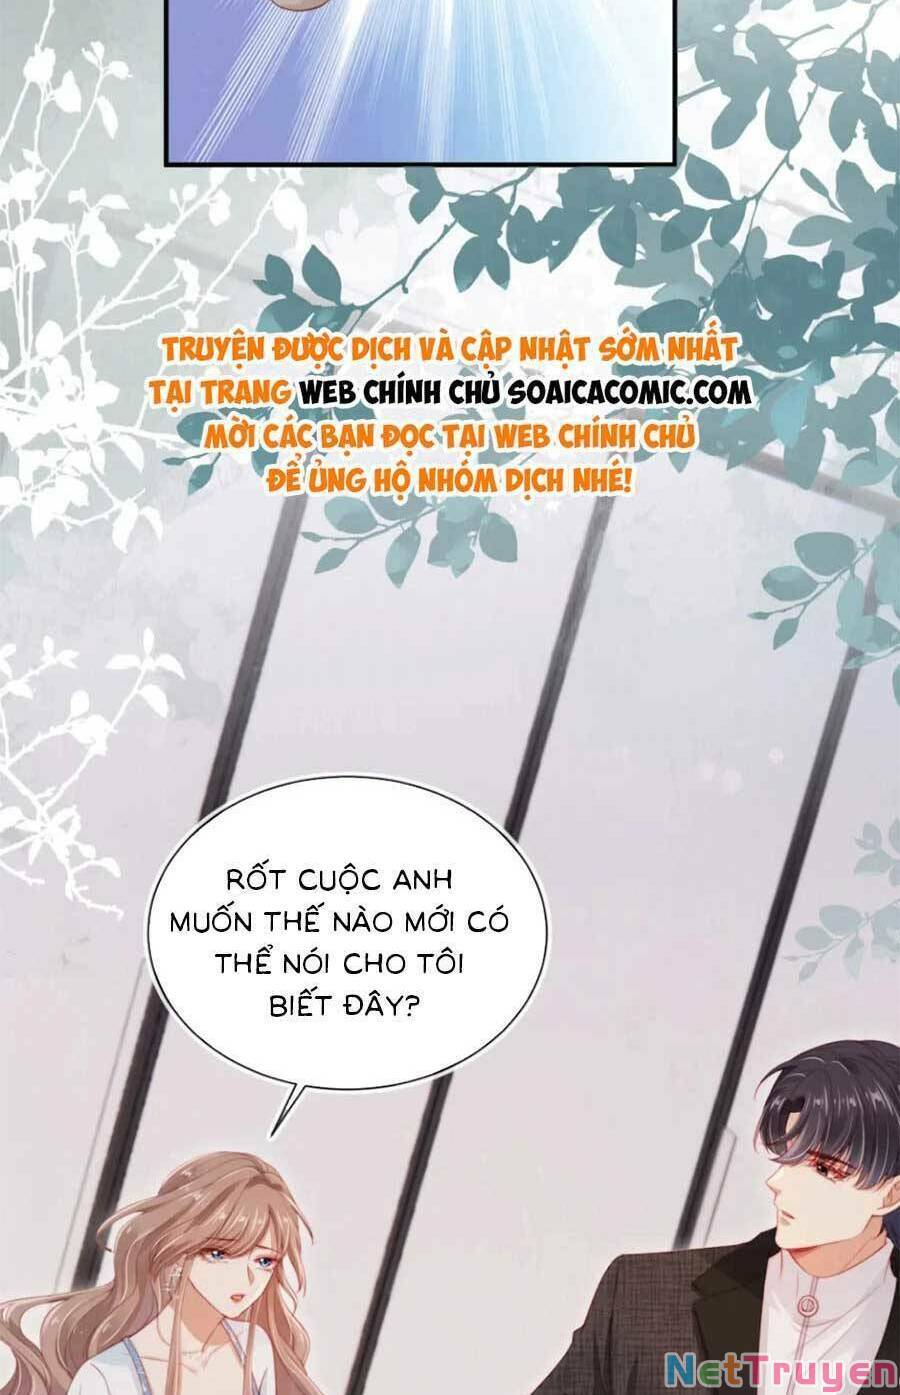 TRUYỆN ĐƯỢC DỊCH VÀ CẬP NHẬT SỚM NHẤT
TẠI TRANG WEB CHÍNH CHỦ SOAICACOMIC.COM
MỜI CÁC BẠN ĐỌC TẠI WEB CHÍNH CHỦ
ĐỂ ỦNG HỘ NHÓM DỊCH NHÉ!
RỐT CUỘC ANH
MUỐN THẾ NÀO MỚI CÓ
THỂ NÓI CHO TÔI
BIẾT ĐÂY?
NetTruyen